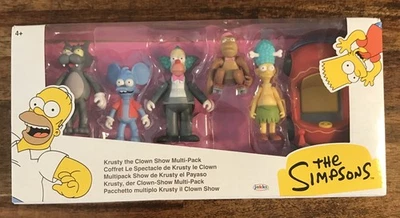 4+
Krusty the Clown Show Multi-Pack
Coffret Le Spectacle de Krusty le Clown
Multipack Show de Krusty el Payaso
Krusty, der Clown-Show Multi-Pack
Pacchetto multiplo Krusty il Clown Show
jakks
THE
SIMPSONS